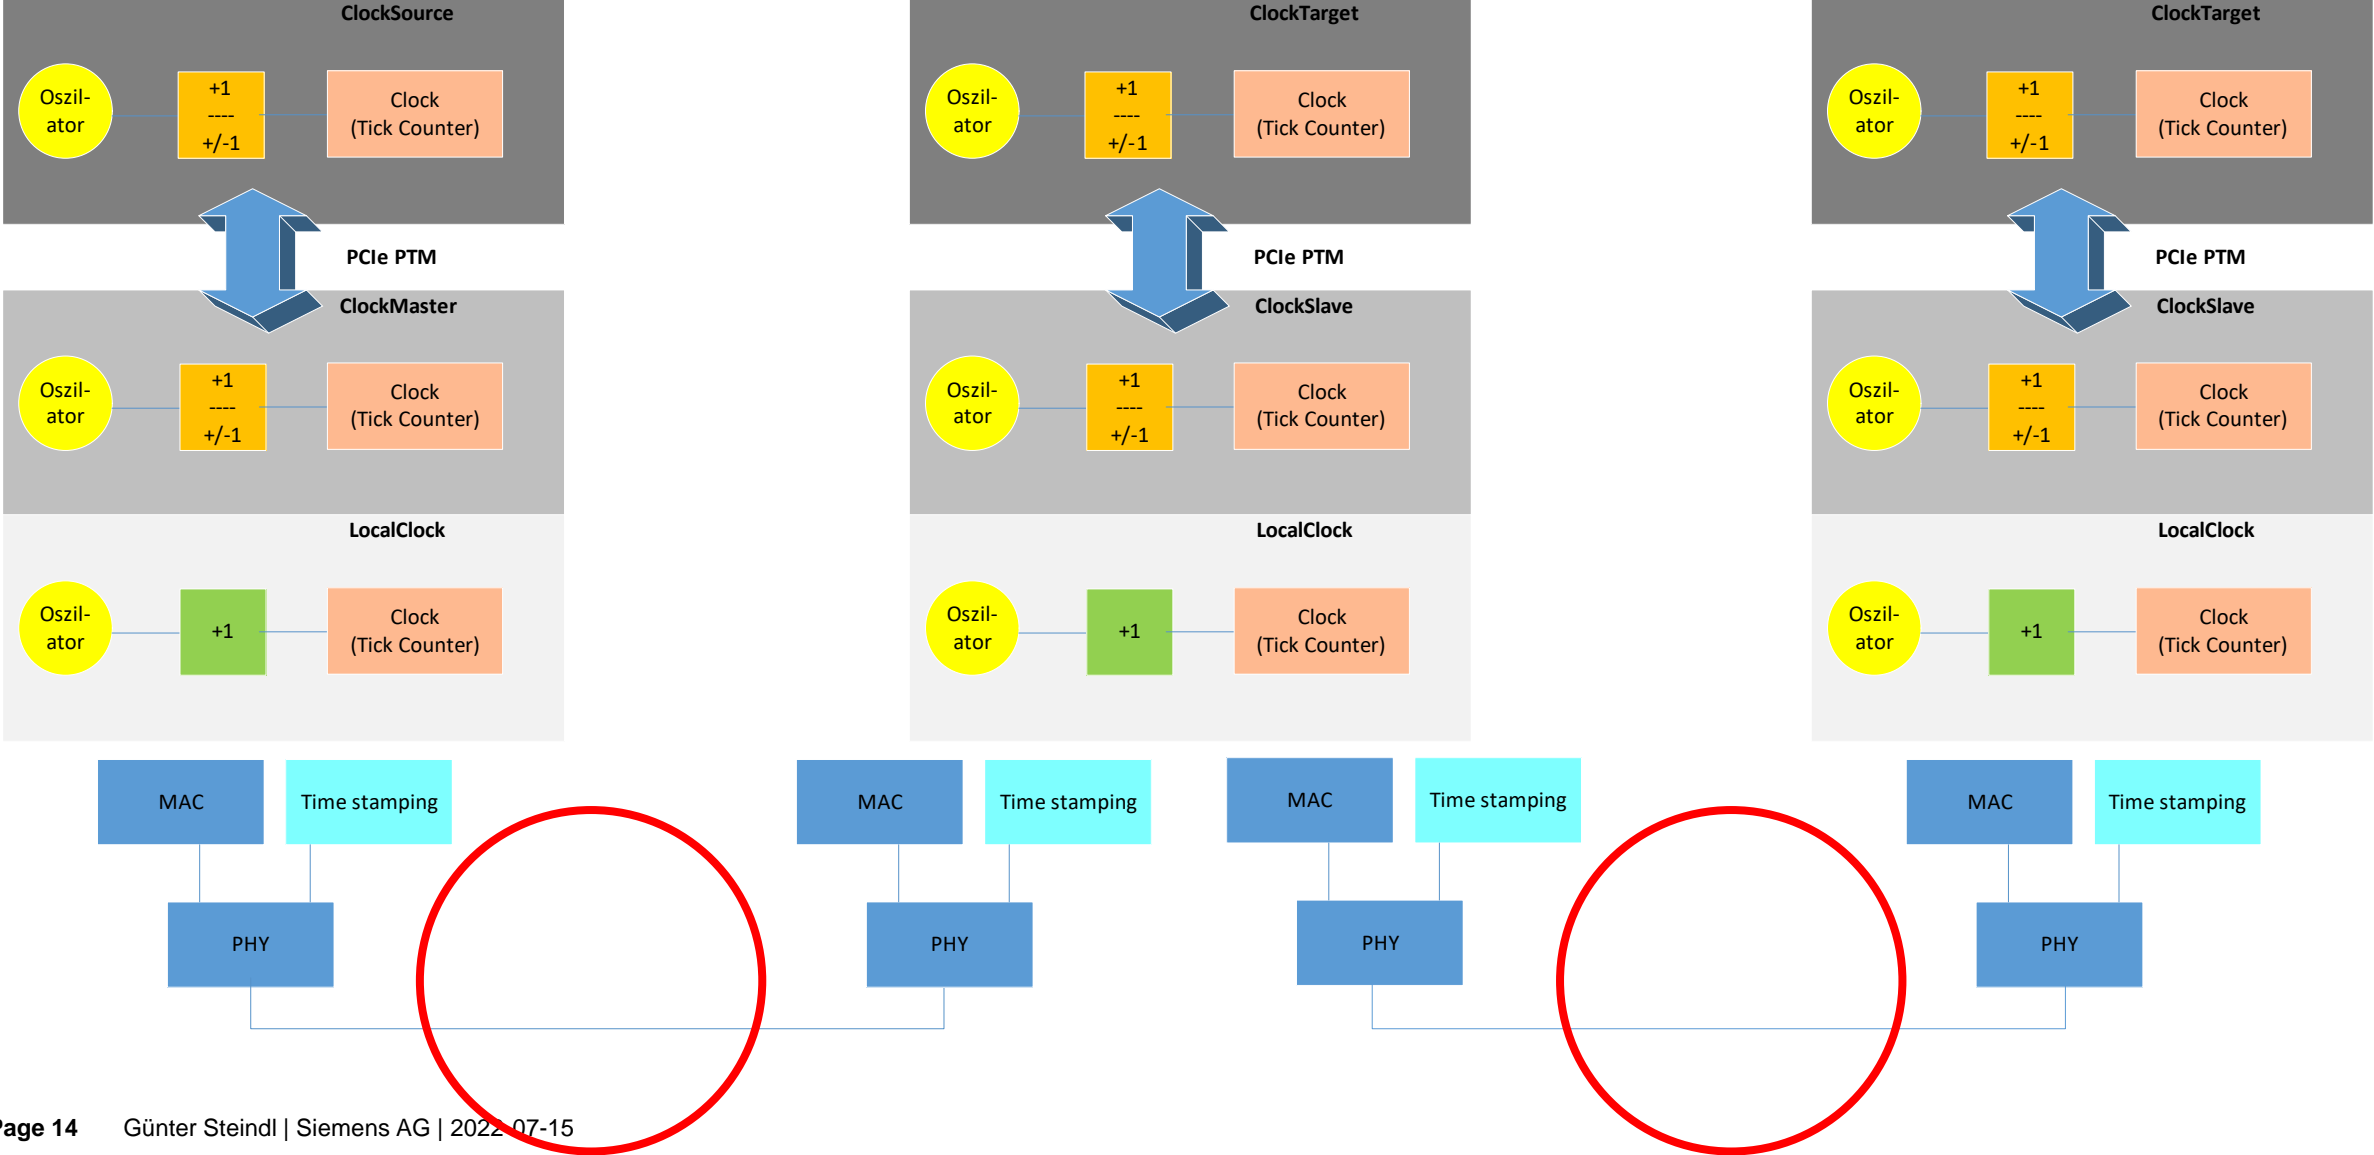 ClockSource
ClockTarget
ClockTarget
Oszil-
ator
+1
----
+/-1
Clock
(Tick Counter)
Oszil-
ator
+1
----
+/-1
Clock
(Tick Counter)
Oszil-
ator
+1
----
+/-1
Clock
(Tick Counter)
PCIe PTM
PCIe PTM
PCIe PTM
ClockMaster
ClockSlave
ClockSlave
Oszil-
ator
+1
----
+/-1
Clock
(Tick Counter)
Oszil-
ator
+1
----
+/-1
Clock
(Tick Counter)
Oszil-
ator
+1
----
+/-1
Clock
(Tick Counter)
LocalClock
LocalClock
LocalClock
Oszil-
ator
+1
Clock
(Tick Counter)
Oszil-
ator
+1
Clock
(Tick Counter)
Oszil-
ator
+1
Clock
(Tick Counter)
MAC
Time stamping
MAC
Time stamping
MAC
Time stamping
MAC
Time stamping
PHY
PHY
PHY
PHY
Page 14 Günter Steindl | Siemens AG | 2022-07-15